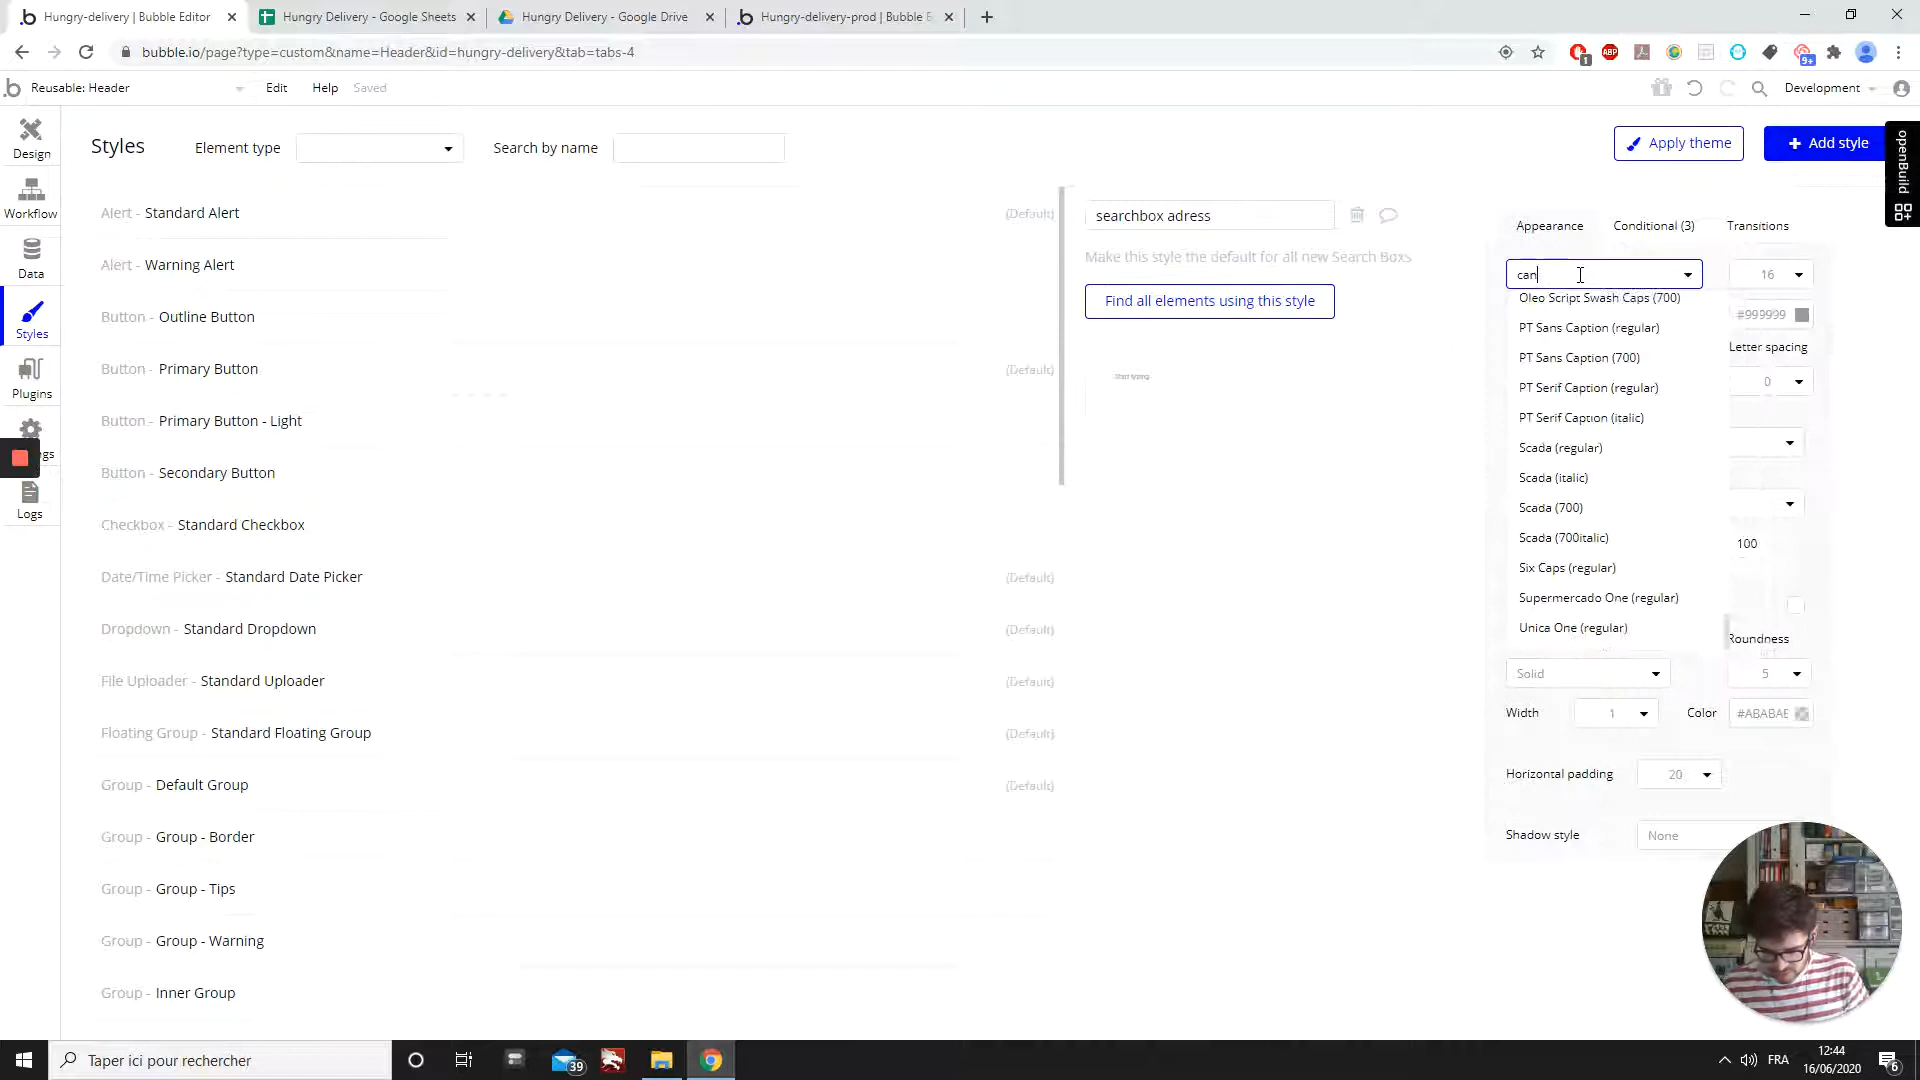 Hungry-delivery | Bubble Editor
Hungry Delivery - Google Sheets
Hungry Delivery - Google Drive
Hungry-delivery-prod | Bubble E
bubble.io/page?type=custom&name=Header&id=hungry-delivery&tab=tabs-4
1
ABP
9+
Reusable: Header
Edit
Help
Saved
Development
Design
Workflow
Data
Styles
Plugins
gs
Logs
Styles
Element type
Search by name
Apply theme
+ Add style
openBuild
Alert - Standard Alert
(Default)
Alert - Warning Alert
Button - Outline Button
Button - Primary Button
(Default)
Button - Primary Button - Light
Button - Secondary Button
Checkbox - Standard Checkbox
Date/Time Picker - Standard Date Picker
(Default)
Dropdown - Standard Dropdown
(Default)
File Uploader - Standard Uploader
(Default)
Floating Group - Standard Floating Group
(Default)
Group - Default Group
(Default)
Group - Group - Border
Group - Group - Tips
Group - Group - Warning
Group - Inner Group
searchbox adress
Make this style the default for all new Search Boxs
Find all elements using this style
Start typing
Appearance
Conditional (3)
Transitions
can
16
Oleo Script Swash Caps (700)
PT Sans Caption (regular)
PT Sans Caption (700)
PT Serif Caption (regular)
PT Serif Caption (italic)
Scada (regular)
Scada (italic)
Scada (700)
Scada (700italic)
Six Caps (regular)
Supermercado One (regular)
Unica One (regular)
#999999
Letter spacing
0
100
Roundness
Solid
5
Width
1
Color
#ABABAB
Horizontal padding
20
Shadow style
None
Taper ici pour rechercher
39
FRA
12:44
16/06/2020
6